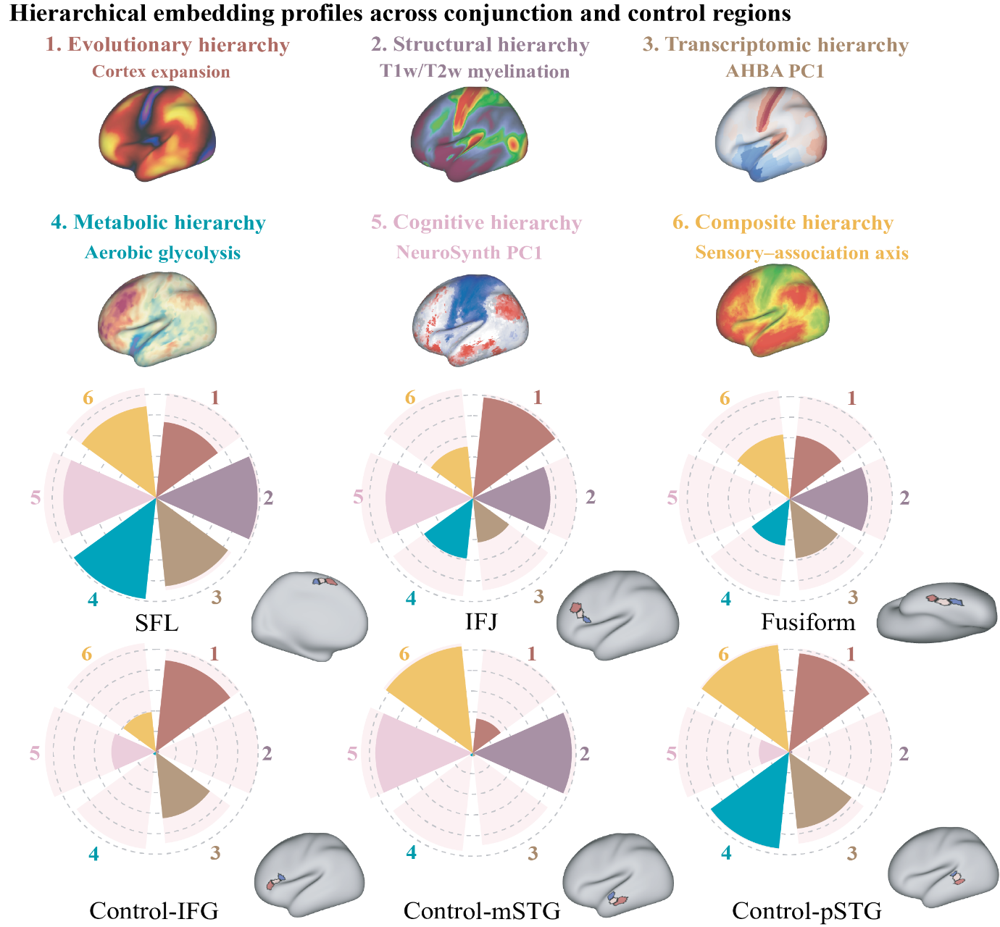 Hierarchical embedding profiles across conjunction and control regions
1. Evolutionary hierarchy
Cortex expansion
2. Structural hierarchy
T1w/T2w myelination
3. Transcriptomic hierarchy
AHBA PC1
4. Metabolic hierarchy
Aerobic glycolysis
5. Cognitive hierarchy
NeuroSynth PC1
6. Composite hierarchy
Sensory–association axis
6
1
5
2
4
3
SFL
6
1
5
2
4
3
IFJ
6
1
5
2
4
3
Fusiform
6
1
5
2
4
3
Control-IFG
6
1
5
2
4
3
Control-mSTG
6
1
5
2
4
3
Control-pSTG